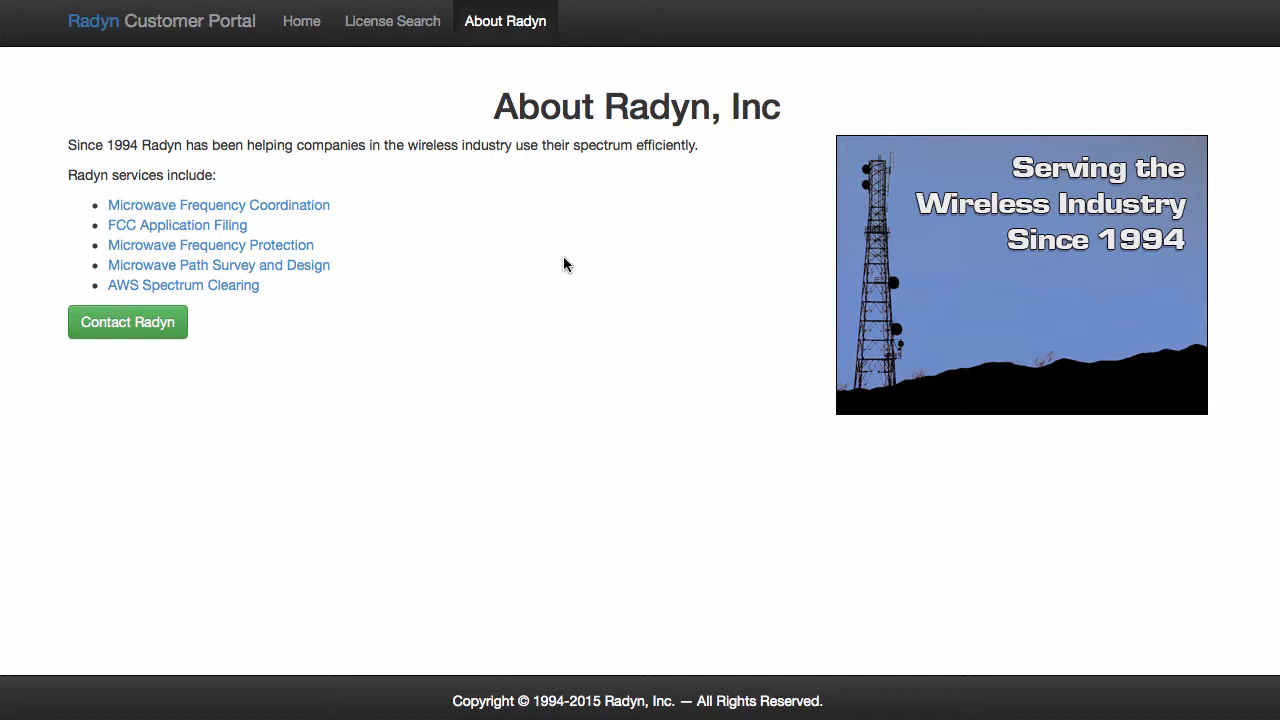 Radyn Customer Portal Home License Search About Radyn
About Radyn, Inc
Since 1994 Radyn has been helping companies in the wireless industry use their spectrum efficiently.
Radyn services include:
Microwave Frequency Coordination
FCC Application Filing
Microwave Frequency Protection
Microwave Path Survey and Design
AWS Spectrum Clearing
Contact Radyn
Serving the
Wireless Industry
Since 1994
Copyright © 1994-2015 Radyn, Inc. — All Rights Reserved.